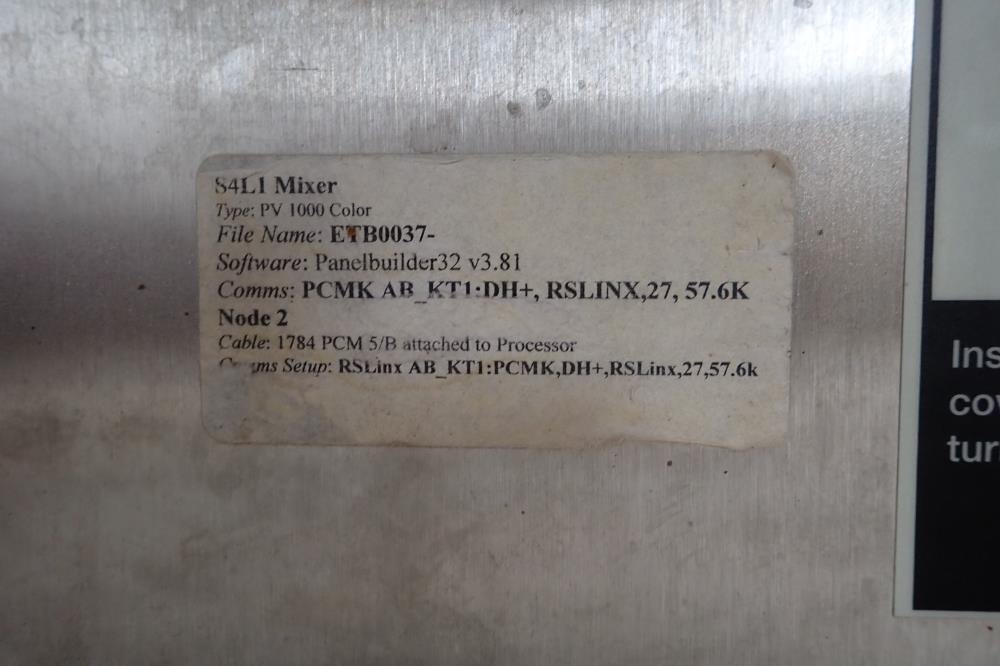 S4L1 Mixer
Type: PV 1000 Color
File Name: ETB0037-
Software: Panelbuilder32 v3.81
Comms: PCMK AB_KT1:DH+, RSLINX,27, 57.6K
Node 2
Cable: 1784 PCM 5/B attached to Processor
Comms Setup: RSLinx AB_KT1:PCMK,DH+,RSLinx,27,57.6k
Ins
cov
tur